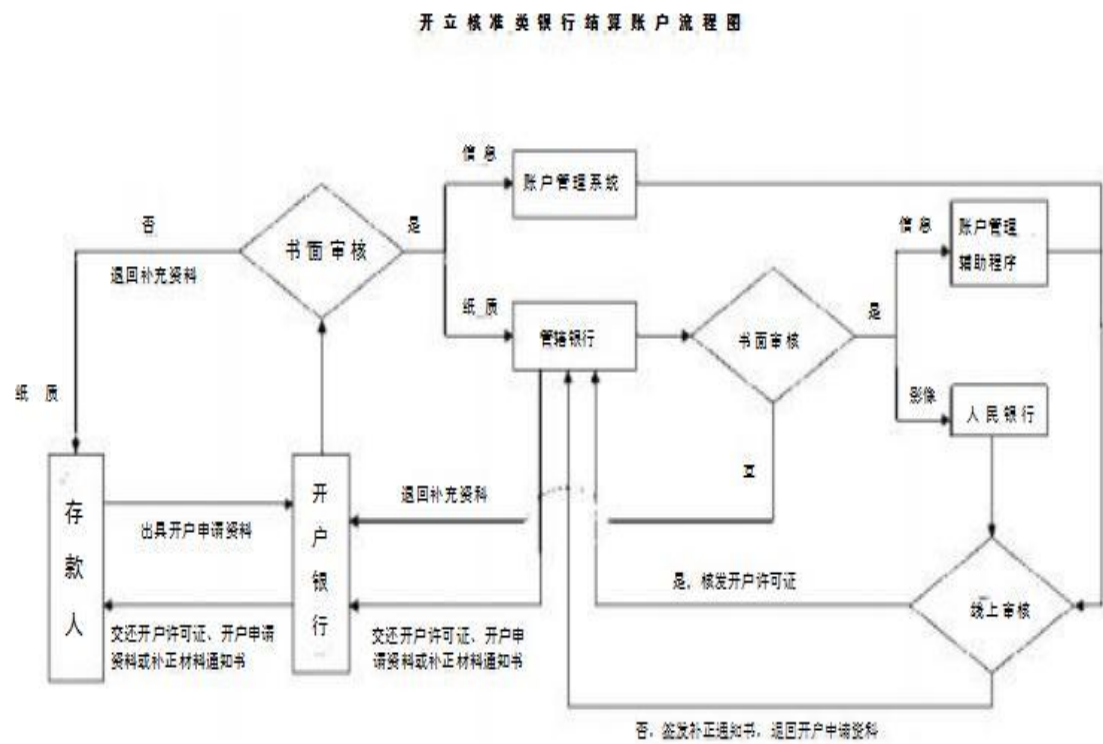 开立核准类银行结算账户流程图
信息
账户管理系统
否
书面审核
是
信息
账户管理
辅助程序
退回补充资料
纸质
管辖银行
书面审核
是
纸质
影像
人民银行
存款人
开户银行
退回补充资料
互
出具开户申请资料
是，核发开户许可证
线上审核
交还开户许可证、开户申请
资料或补正材料通知书
交还开户许可证、开户申
请资料或补正材料通知书
否，签发补正通知书，退回开户申请资料